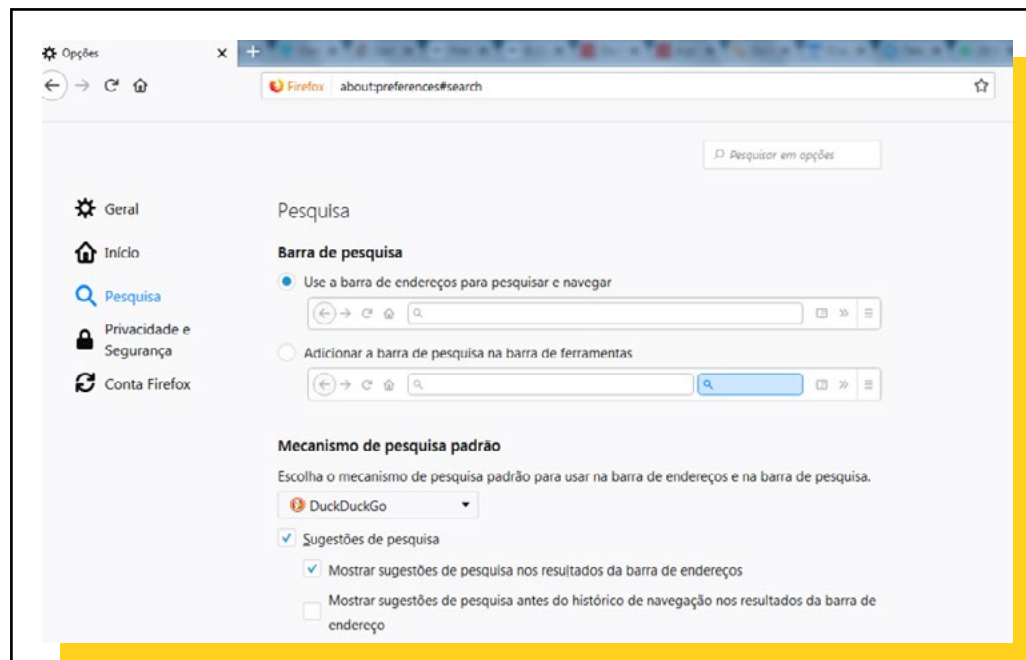 Opções
Firefox about:preferences#search
Pesquisar em opções
Geral
Início
Pesquisa
Privacidade e
Segurança
Conta Firefox
Pesquisa
Barra de pesquisa
Use a barra de endereços para pesquisar e navegar
Adicionar a barra de pesquisa na barra de ferramentas
Mecanismo de pesquisa padrão
Escolha o mecanismo de pesquisa padrão para usar na barra de endereços e na barra de pesquisa.
DuckDuckGo
Sugestões de pesquisa
Mostrar sugestões de pesquisa nos resultados da barra de endereços
Mostrar sugestões de pesquisa antes do histórico de navegação nos resultados da barra de
endereço